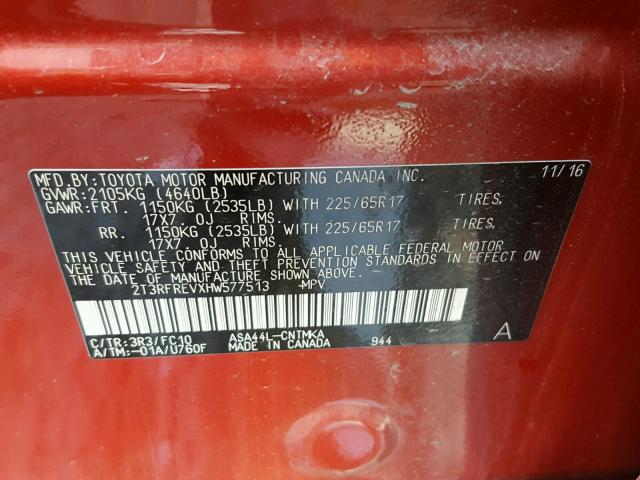 MFD.BY:TOYOTA MOTOR MANUFACTURING CANADA INC. 11/16
GVWR:2105KG (4640LB)
GAWR:FRT. 1150KG (2535LB) WITH 225/65R17 TIRES,
17X7.0J RIMS.
RR. 1150KG (2535LB) WITH 225/65R17 TIRES,
17X7.0J RIMS.
THIS VEHICLE CONFORMS TO ALL APPLICABLE FEDERAL MOTOR
VEHICLE SAFETY AND THEFT PREVENTION STANDARDS IN EFFECT ON
THE DATE OF MANUFACTURE SHOWN ABOVE.
2T3RFREVXHW577513 -MPV
C/TR:3R3/FC10 ASA44L-CNTMKA A
A/TM:-01A/U760F MADE IN CANADA 944